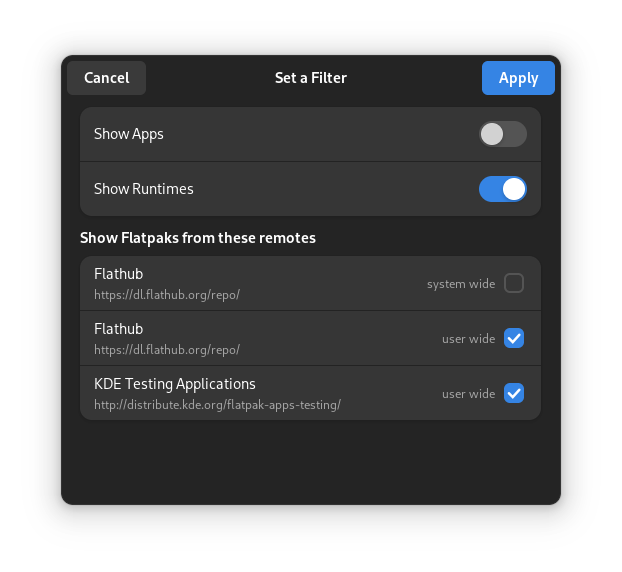 Cancel
Set a Filter
Apply
Show Apps
Show Runtimes
Show Flatpaks from these remotes
Flathub
https://dl.flathub.org/repo/
system wide
Flathub
https://dl.flathub.org/repo/
user wide
KDE Testing Applications
http://distribute.kde.org/flatpak-apps-testing/
user wide